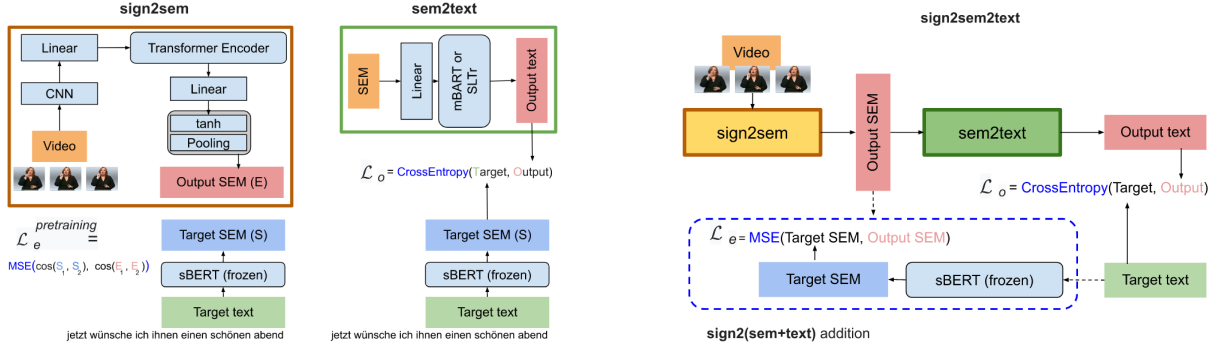 sign2sem
Linear
Transformer Encoder
CNN
Linear
tanh
Pooling
Video
Output SEM (E)
pretraining
ℒ e =
MSE(cos(S1, S2), cos(E1, E2))
Target SEM (S)
sBERT (frozen)
Target text
jetzt wünsche ich ihnen einen schönen abend
sem2text
SEM
Linear
mBART or
SLTr
Output text
ℒ o = CrossEntropy(Target, Output)
Target SEM (S)
sBERT (frozen)
Target text
jetzt wünsche ich ihnen einen schönen abend
sign2sem2text
Video
sign2sem
Output SEM
sem2text
Output text
ℒ o = CrossEntropy(Target, Output)
ℒ e = MSE(Target SEM, Output SEM)
Target SEM
sBERT (frozen)
Target text
sign2(sem+text) addition